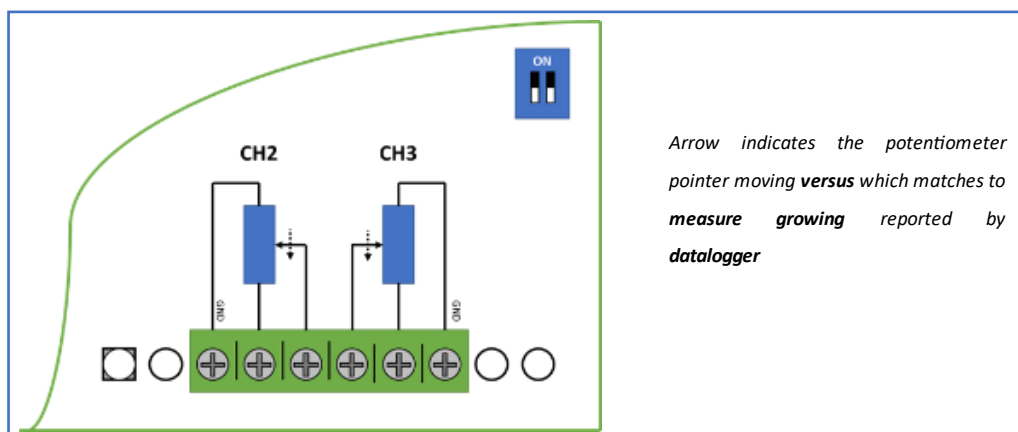 ON
CH2 CH3
GND GND
Arrow indicates the potentiometer
pointer moving versus which matches to
measure growing reported by
datalogger